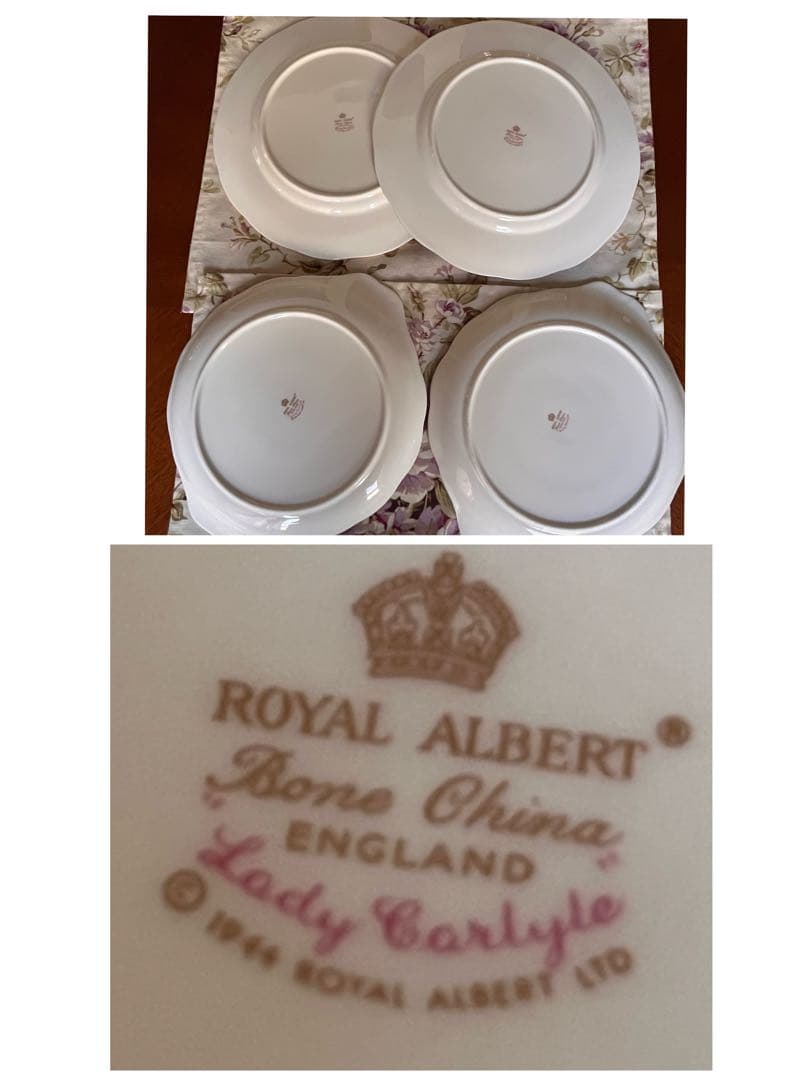 ROYAL ALBERT ®
Bone China
ENGLAND
"Lady Carlyle"
© 1944 ROYAL ALBERT LTD